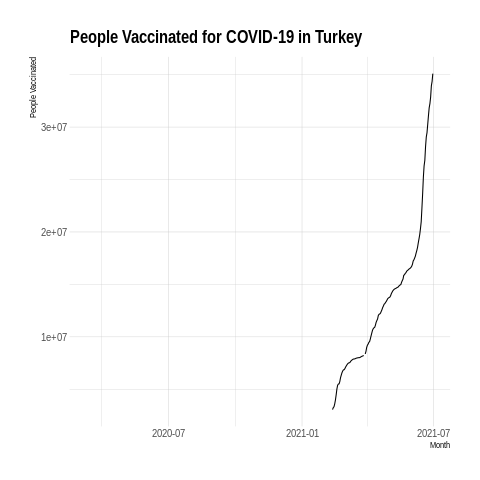 People Vaccinated for COVID-19 in Turkey
People Vaccinated
3e+07
2e+07
1e+07
2020-07
2021-01
2021-07
Month